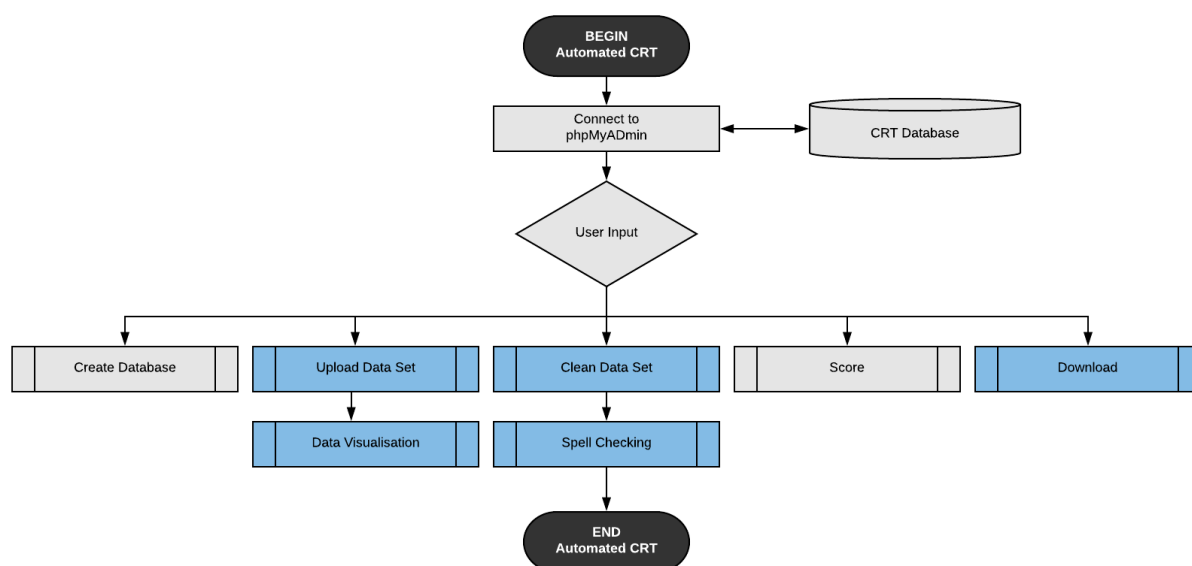 BEGIN
Automated CRT
Connect to
phpMyADmin
CRT Database
User Input
Create Database
Upload Data Set
Clean Data Set
Score
Download
Data Visualisation
Spell Checking
END
Automated CRT